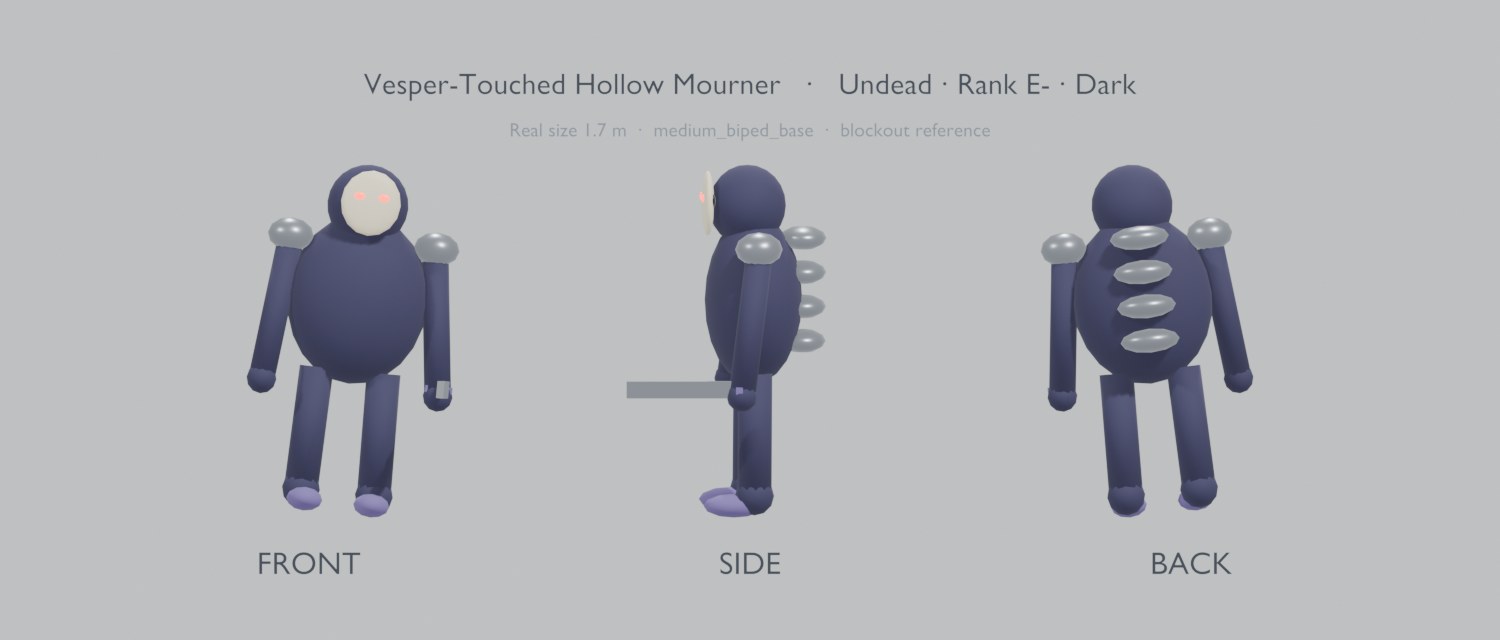 Vesper-Touched Hollow Mourner · Undead · Rank E- · Dark
Real size 1.7 m · medium_biped_base · blockout reference
FRONT SIDE BACK